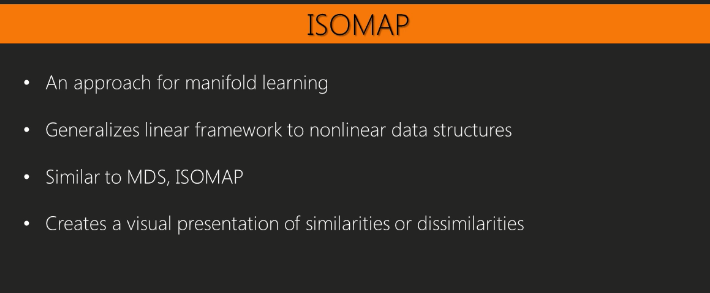 ISOMAP
• An approach for manifold learning
• Generalizes linear framework to nonlinear data structures
• Similar to MDS, ISOMAP
• Creates a visual presentation of similarities or dissimilarities